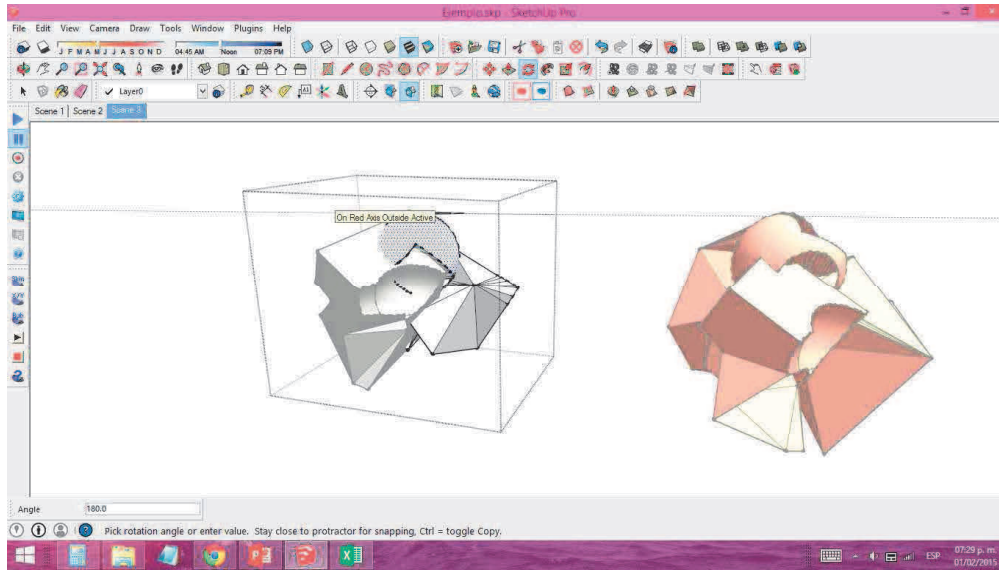 Ejemplo.skp - SketchUp Pro
File Edit View Camera Draw Tools Window Plugins Help
J F M A M J J A S O N D 04:45 AM Noon 07:09 PM
Layer0
Scene 1 Scene 2 Scene 3
On Red Axis Outside Active
Angle 180.0
Pick rotation angle or enter value. Stay close to protractor for snapping, Ctrl = toggle Copy.
07:29 p. m.
ESP
01/02/2015